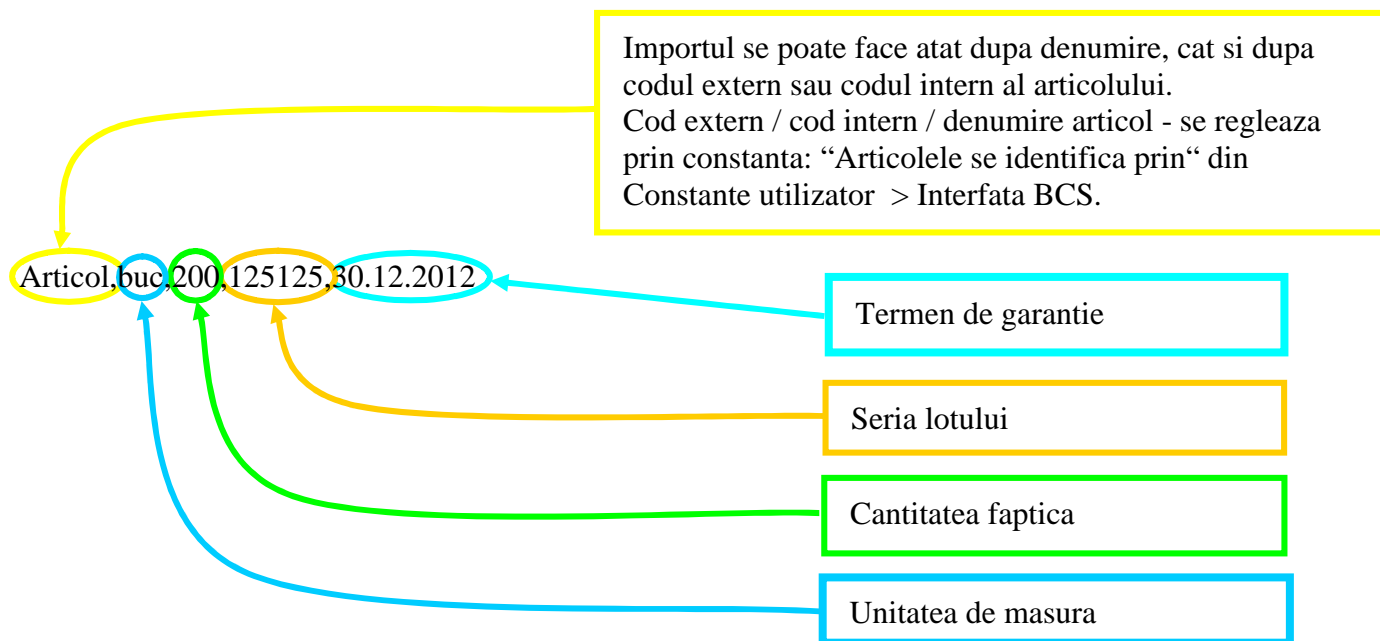 Importul se poate face atat dupa denumire, cat si dupa
codul extern sau codul intern al articolului.
Cod extern / cod intern / denumire articol - se regleaza
prin constanta: “Articolele se identifica prin“ din
Constante utilizator > Interfata BCS.
Articol,buc,200,125125,30.12.2012
Termen de garantie
Seria lotului
Cantitatea faptica
Unitatea de masura